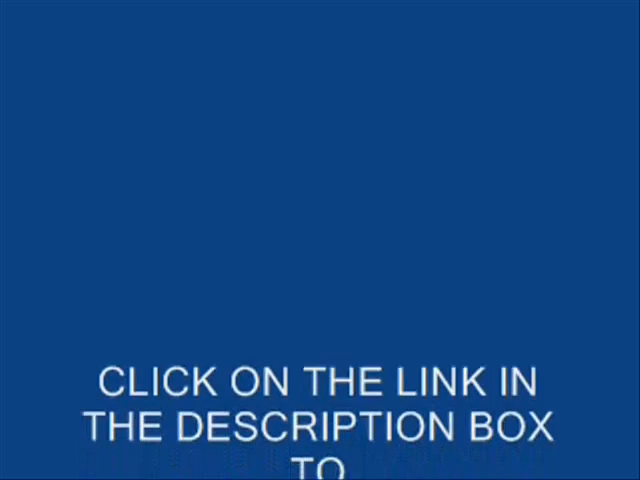 CLICK ON THE LINK IN
THE DESCRIPTION BOX
TO